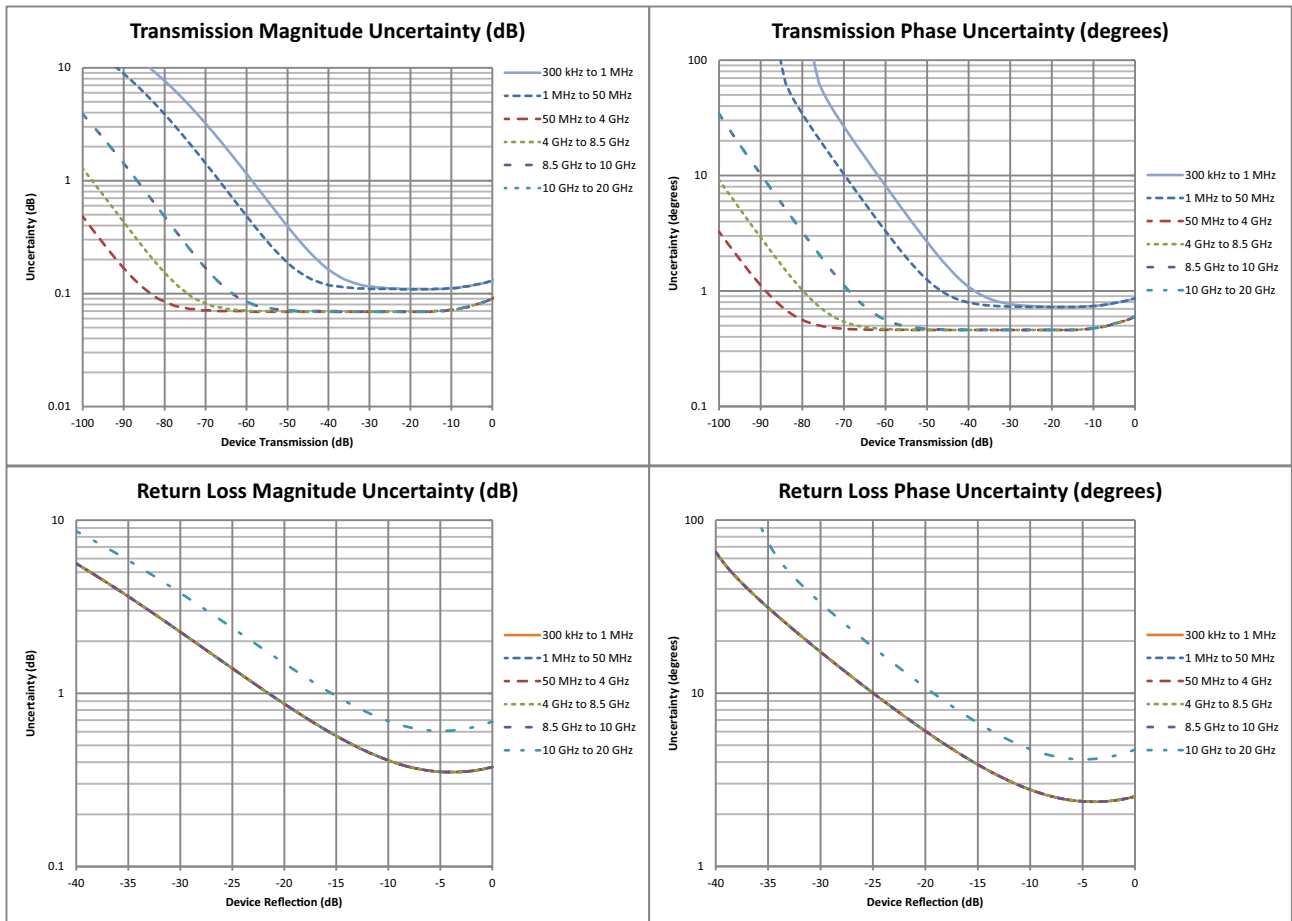 Transmission Magnitude Uncertainty (dB)
10
1
0.1
0.01
Uncertainty (dB)
-100 -90 -80 -70 -60 -50 -40 -30 -20 -10 0
Device Transmission (dB)
300 kHz to 1 MHz
1 MHz to 50 MHz
50 MHz to 4 GHz
4 GHz to 8.5 GHz
8.5 GHz to 10 GHz
10 GHz to 20 GHz
Transmission Phase Uncertainty (degrees)
100
10
1
0.1
Uncertainty (degrees)
-100 -90 -80 -70 -60 -50 -40 -30 -20 -10 0
Device Transmission (dB)
300 kHz to 1 MHz
1 MHz to 50 MHz
50 MHz to 4 GHz
4 GHz to 8.5 GHz
8.5 GHz to 10 GHz
10 GHz to 20 GHz
Return Loss Magnitude Uncertainty (dB)
10
1
0.1
Uncertainty (dB)
-40 -35 -30 -25 -20 -15 -10 -5 0
Device Reflection (dB)
300 kHz to 1 MHz
1 MHz to 50 MHz
50 MHz to 4 GHz
4 GHz to 8.5 GHz
8.5 GHz to 10 GHz
10 GHz to 20 GHz
Return Loss Phase Uncertainty (degrees)
100
10
1
Uncertainty (degrees)
-40 -35 -30 -25 -20 -15 -10 -5 0
Device Reflection (dB)
300 kHz to 1 MHz
1 MHz to 50 MHz
50 MHz to 4 GHz
4 GHz to 8.5 GHz
8.5 GHz to 10 GHz
10 GHz to 20 GHz